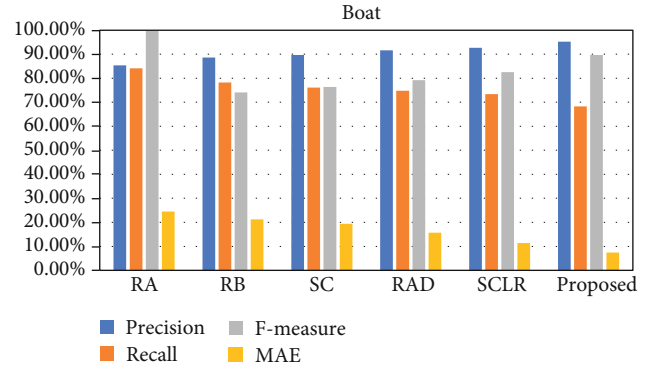 Boat
100.00%
90.00%
80.00%
70.00%
60.00%
50.00%
40.00%
30.00%
20.00%
10.00%
0.00%
RA RB SC RAD SCLR Proposed
Precision F-measure
Recall MAE